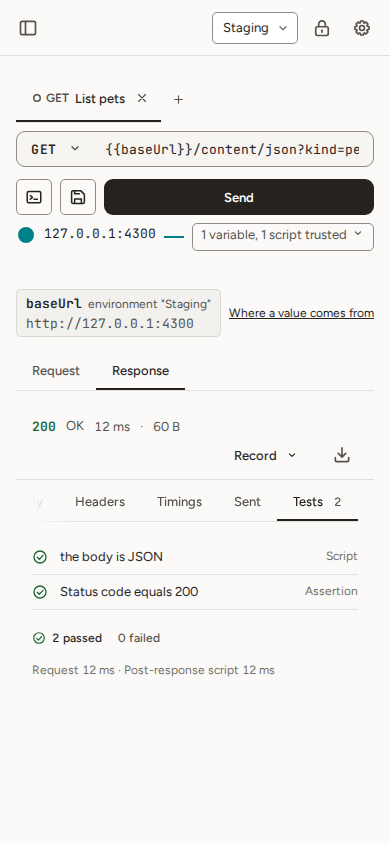 Staging
GET List pets
GET {{baseUrl}}/content/json?kind=pe
Send
127.0.0.1:4300 1 variable, 1 script trusted
baseUrl environment "Staging"
http://127.0.0.1:4300
Where a value comes from
Request Response
200 OK 12 ms · 60 B
Record
y Headers Timings Sent Tests 2
the body is JSON Script
Status code equals 200 Assertion
2 passed 0 failed
Request 12 ms · Post-response script 12 ms